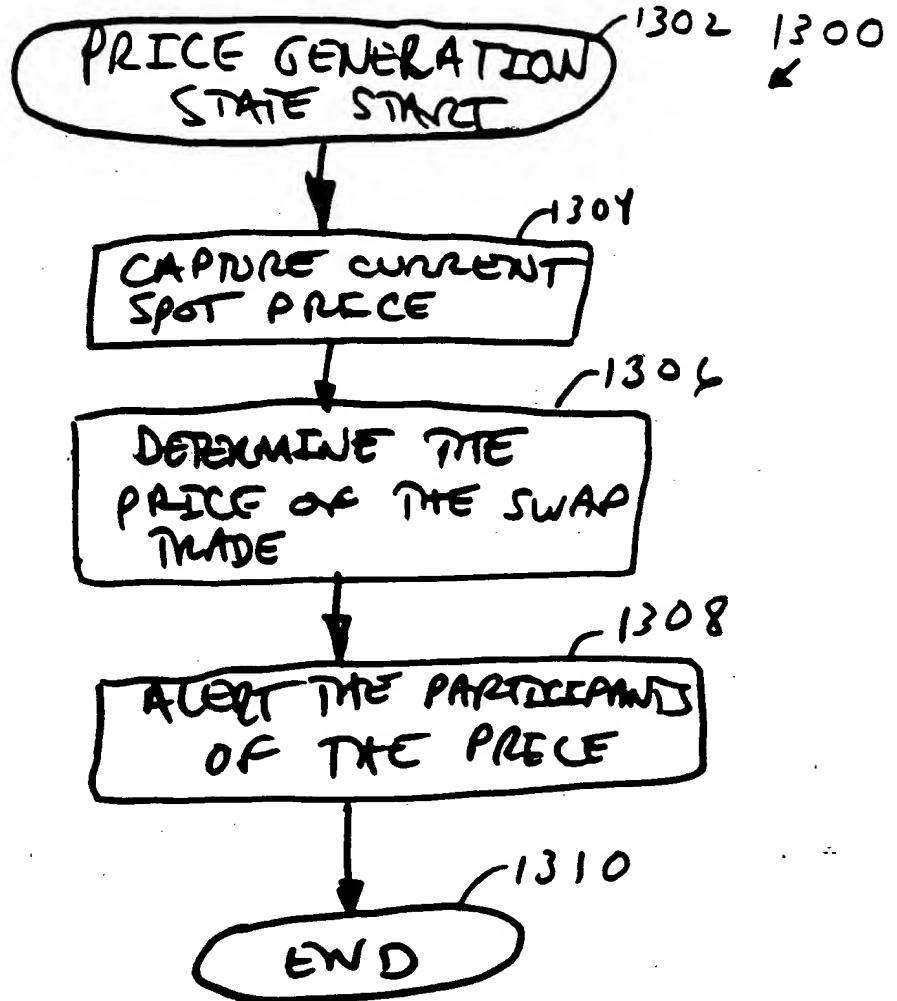 1302 1300
PRICE GENERATION
STATE START
1304
CAPTURE CURRENT
SPOT PRICE
1306
DETERMINE THE
PRICE OF THE SWAP
TRADE
1308
ALERT THE PARTICIPANTS
OF THE PRICE
1310
END